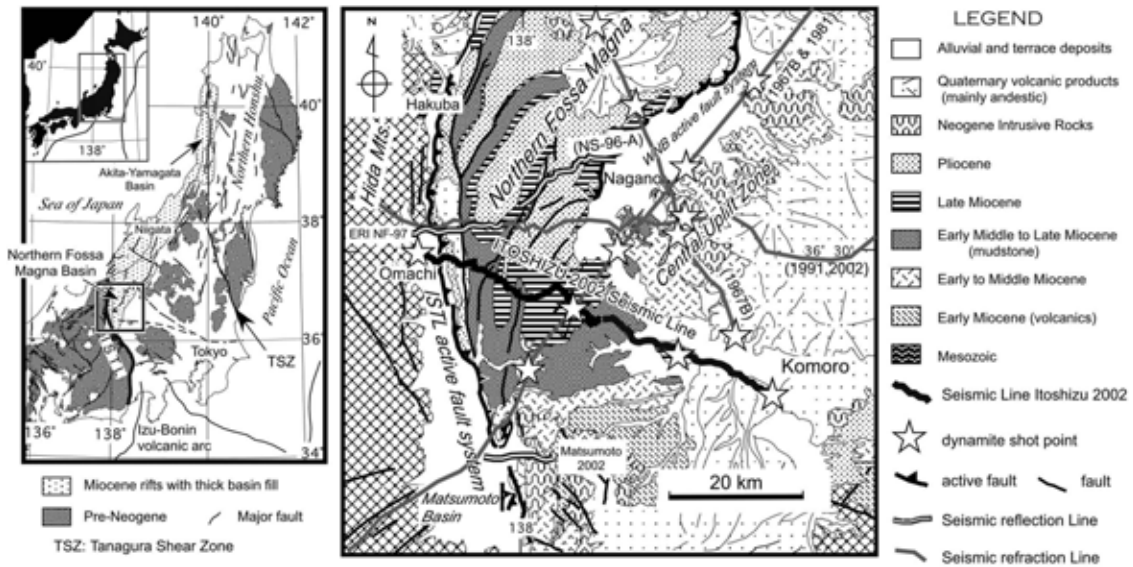 140˚
40˚
138˚
40˚
Akita-Yamagata
Basin
Northern Honshu
Sea of Japan
38˚
Niigata
Northern Fossa
Magna Basin
Pacific Ocean
36˚
Tokyo
TSZ
136˚
138˚
Izu-Bonin
volcanic arc
34˚
Miocene rifts with thick basin fill
Pre-Neogene
Major fault
TSZ: Tanagura Shear Zone
N
138˚
Hakuba
Hida Mts.
Northern Fossa Magna
(NS-96-A)
WNB active fault system
(1967B & 1981)
Nagano
Central Uplift Zone
ERI NF-97
Omachi
ITOSHIZU 2002 Seismic Line
36˚ 30'
(1991,2002)
(1967B)
Komoro
ISTL active fault system
Matsumoto
2002
20 km
Matsumoto
Basin
138˚
LEGEND
Alluvial and terrace deposits
Quaternary volcanic products
(mainly andestic)
Neogene Intrusive Rocks
Pliocene
Late Miocene
Early Middle to Late Miocene
(mudstone)
Early to Middle Miocene
Early Miocene (volcanics)
Mesozoic
Seismic Line Itoshizu 2002
dynamite shot point
active fault
fault
Seismic reflection Line
Seismic refraction Line